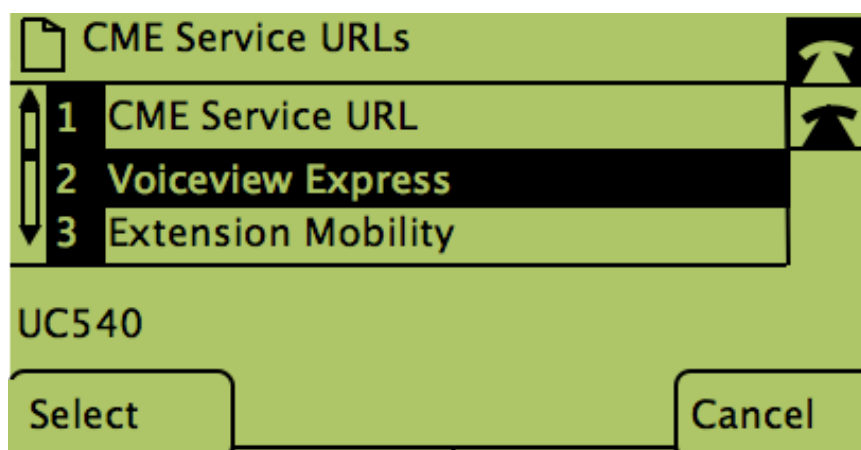 CME Service URLs
1 CME Service URL
2 Voiceview Express
3 Extension Mobility
UC540
Select Cancel